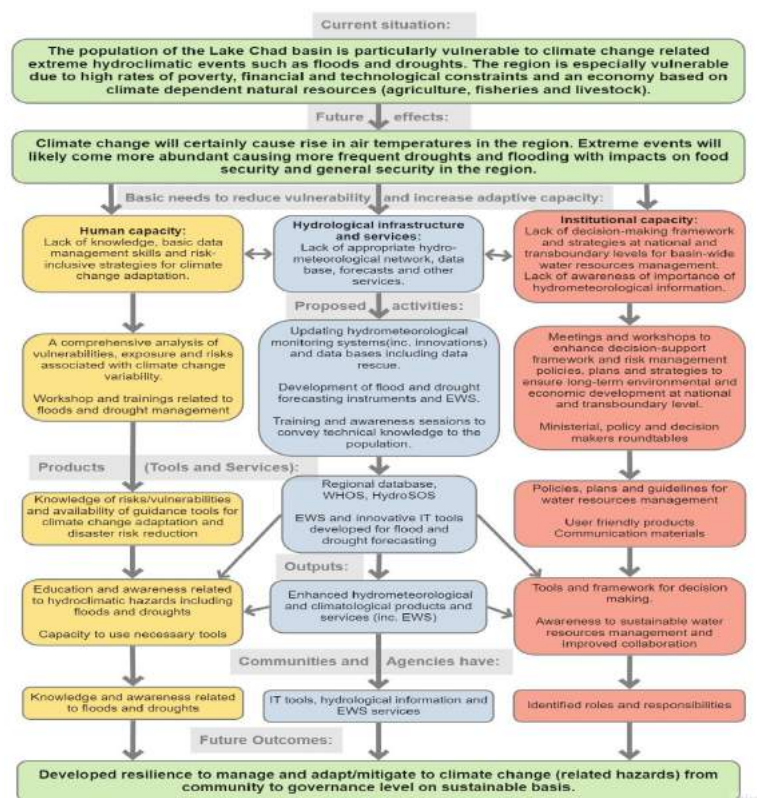 Current situation:
The population of the Lake Chad basin is particularly vulnerable to climate change related
extreme hydroclimatic events such as floods and droughts. The region is especially vulnerable
due to high rates of poverty, financial and technological constraints and an economy based on
climate dependent natural resources (agriculture, fisheries and livestock).
Future effects:
Climate change will certainly cause rise in air temperatures in the region. Extreme events will
likely come more abundant causing more frequent droughts and flooding with impacts on food
security and general security in the region.
Basic needs to reduce vulnerability and increase adaptive capacity:
Human capacity:
Lack of knowledge, basic data
management skills and risk-
inclusive strategies for climate
change adaptation.
Hydrological infrastructure
and services:
Lack of appropriate hydro-
meteorological network, data
base, forecasts and other
services.
Institutional capacity:
Lack of decision-making framework
and strategies at national and
transboundary levels for basin-wide
water resources management.
Lack of awareness of importance of
hydrometeorological information.
Proposed activities:
A comprehensive analysis of
vulnerabilities, exposure and risks
associated with climate change
variability.
Workshop and trainings related to
floods and drought management
Updating hydrometeorological
monitoring systems(inc. innovations)
and data bases including data
rescue.
Development of flood and drought
forecasting instruments and EWS.
Training and awareness sessions to
convey technical knowledge to the
population.
Meetings and workshops to
enhance decision-support
framework and risk management
policies, plans and strategies to
ensure long-term environmental and
economic development at national
and transboundary level.
Ministerial, policy and decision
makers roundtables
Products (Tools and Services):
Knowledge of risks/vulnerabilities
and availability of guidance tools for
climate change adaptation and
disaster risk reduction
Regional database,
WHOS, HydroSOS
EWS and innovative IT tools
developed for flood and
drought forecasting
Policies, plans and guidelines for
water resources management
User friendly products
Communication materials
Outputs:
Education and awareness related
to hydroclimatic hazards including
floods and droughts
Capacity to use necessary tools
Enhanced hydrometeorological
and climatological products and
services (inc. EWS)
Tools and framework for decision
making.
Awareness to sustainable water
resources management and
improved collaboration
Communities and Agencies have:
Knowledge and awareness related
to floods and droughts
IT tools, hydrological information and
EWS services
Identified roles and responsibilities
Future Outcomes:
Developed resilience to manage and adapt/mitigate to climate change (related hazards) from
community to governance level on sustainable basis.